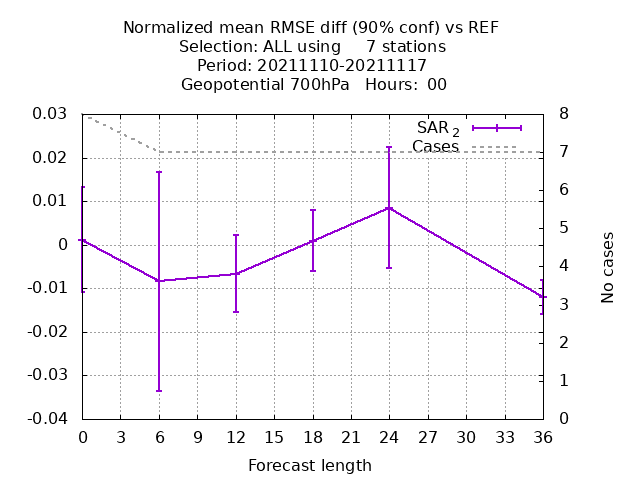 Normalized mean RMSE diff (90% conf) vs REF
Selection: ALL using     7 stations
Period: 20211110-20211117
Geopotential 700hPa   Hours:  00
0.03
0.02
0.01
0
-0.01
-0.02
-0.03
-0.04
SAR 2
Cases
8
7
6
5
4
3
2
1
0
No cases
0 3 6 9 12 15 18 21 24 27 30 33 36
Forecast length